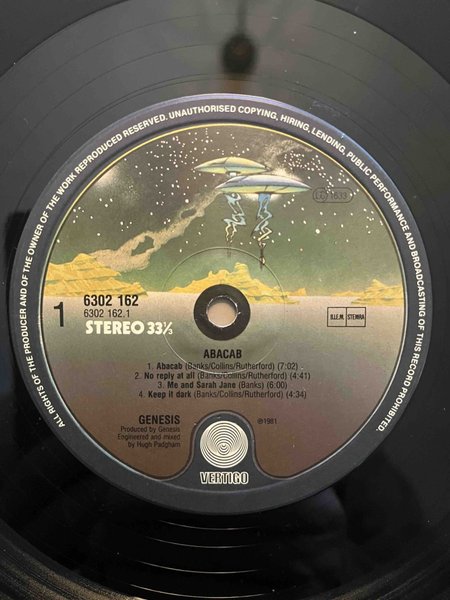 ALL RIGHTS OF THE PRODUCER AND OF THE OWNER OF THE WORK REPRODUCED RESERVED. UNAUTHORISED COPYING, HIRING, LENDING, PUBLIC PERFORMANCE AND BROADCASTING OF THIS RECORD PROHIBITED.
LC 1633
1
6302 162
6302 162.1
STEREO 33⅓
B.I.E.M. STEMRA
ABACAB
1. Abacab (Banks/Collins/Rutherford) (7:02)
2. No reply at all (Banks/Collins/Rutherford) (4:41)
3. Me and Sarah Jane (Banks) (6:00)
4. Keep it dark (Banks/Collins/Rutherford) (4:34)
GENESIS
Produced by Genesis
Engineered and mixed
by Hugh Padgham
℗1981
VERTIGO